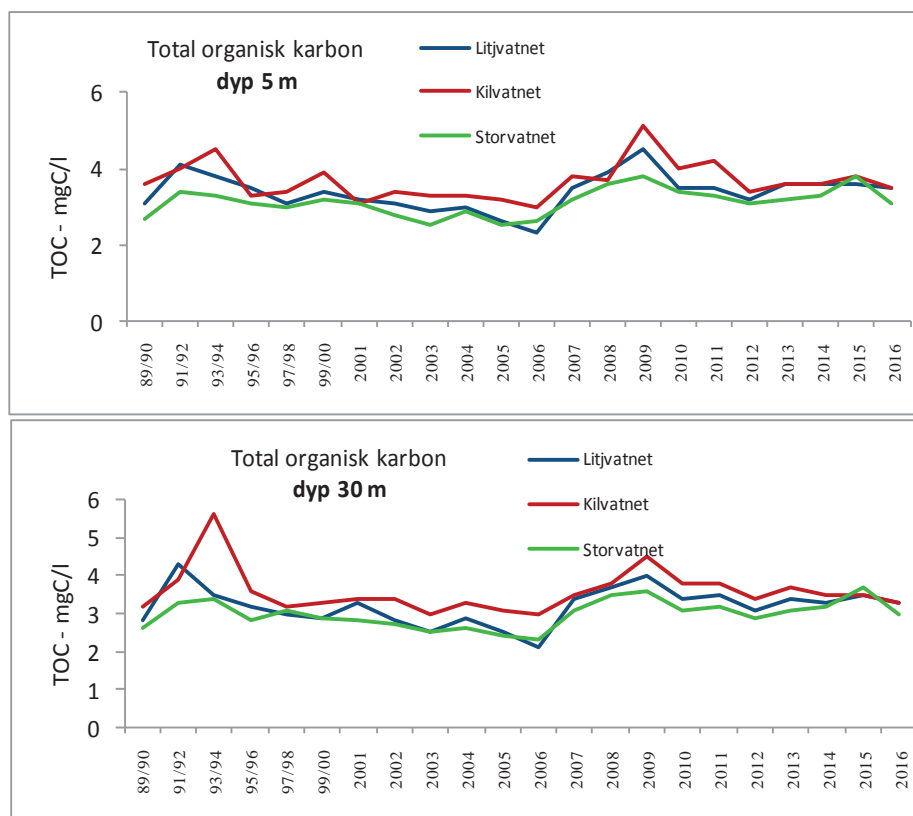 Total organisk karbon
dyp 5 m
Litjvatnet
Kilvatnet
Storvatnet
TOC - mgC/l
6
4
2
0
89/90 91/92 93/94 95/96 97/98 99/00 2001 2002 2003 2004 2005 2006 2007 2008 2009 2010 2011 2012 2013 2014 2015 2016
Total organisk karbon
dyp 30 m
Litjvatnet
Kilvatnet
Storvatnet
TOC - mgC/l
6
5
4
3
2
1
0
89/90 91/92 93/94 95/96 97/98 99/00 2001 2002 2003 2004 2005 2006 2007 2008 2009 2010 2011 2012 2013 2014 2015 2016